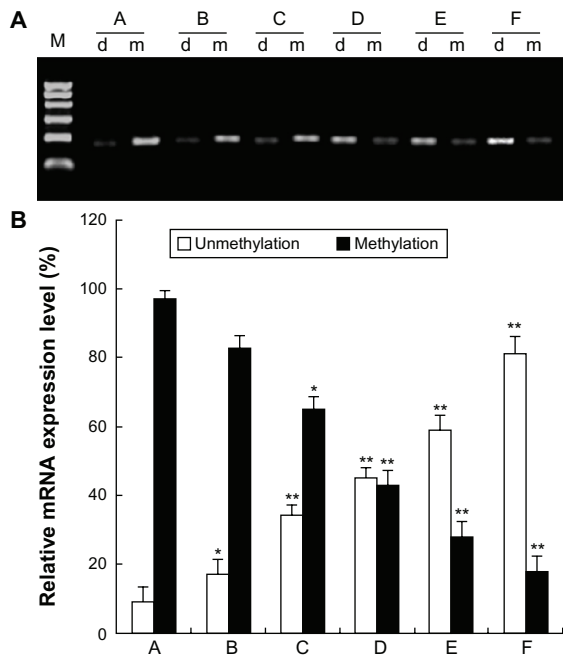 A
A B C D E F
M d m d m d m d m d m d m
B
Relative mRNA expression level (%)
120
100
80
60
40
20
0
Unmethylation Methylation
*
**
*
** **
**
**
**
**
A B C D E F